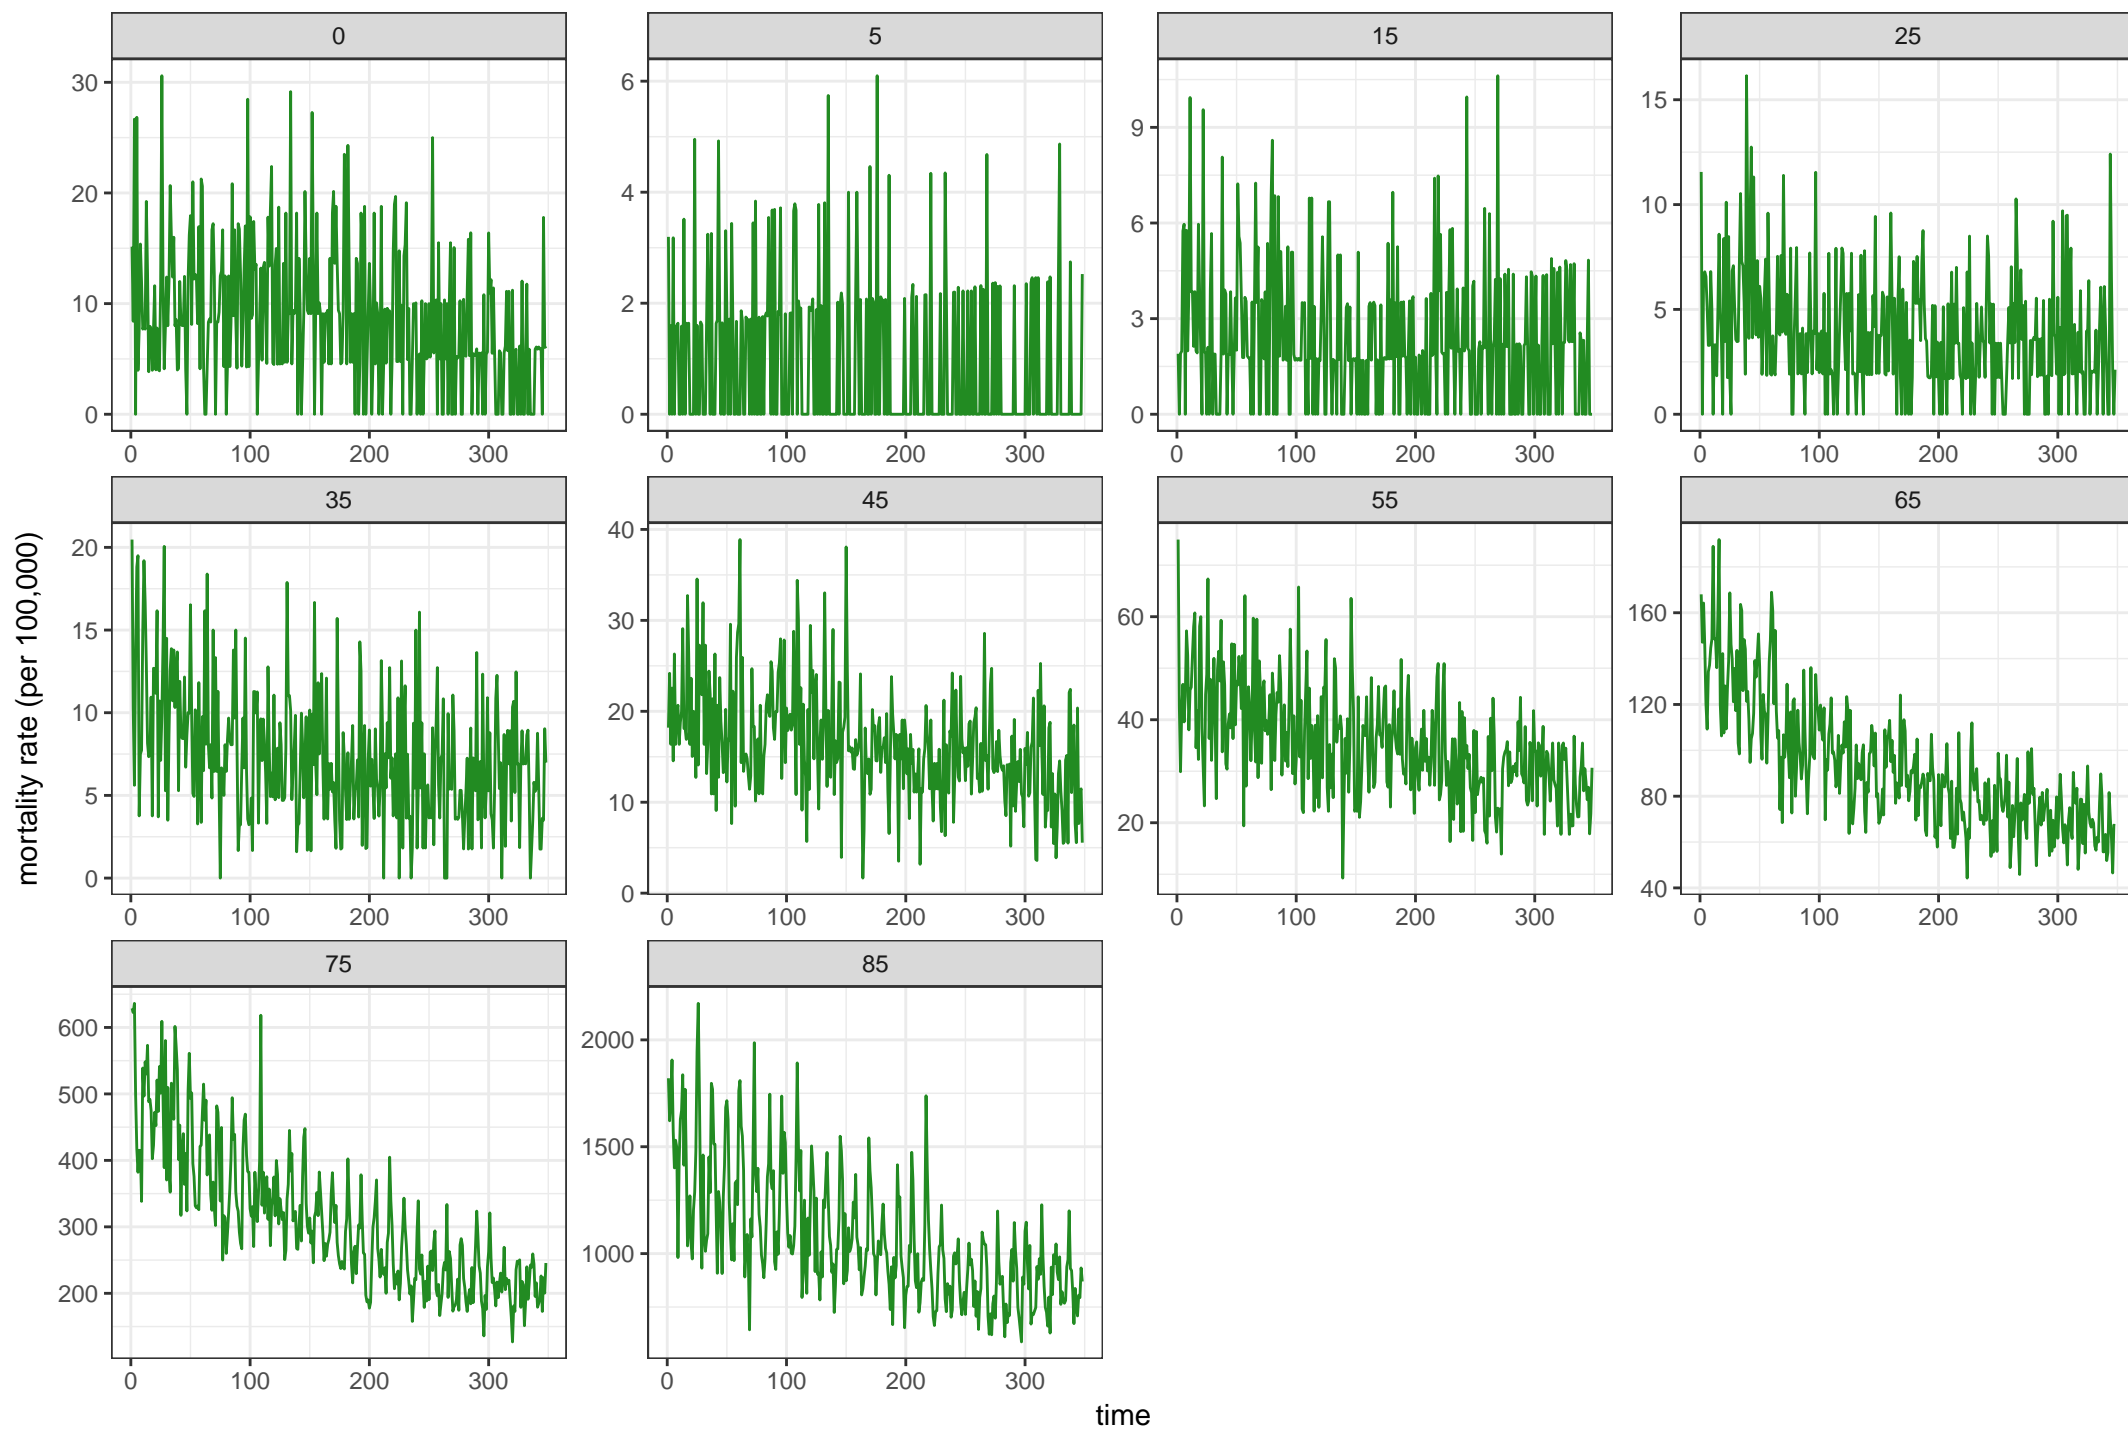 0 5 15 25
30 20 10 0
6 4 2 0
9 6 3 0
15 10 5 0
0 100 200 300 0 100 200 300 0 100 200 300 0 100 200 300
35 45 55 65
mortality rate (per 100,000)
20 15 10 5 0
40 30 20 10 0
60 40 20
160 120 80 40
0 100 200 300 0 100 200 300 0 100 200 300 0 100 200 300
75 85
600 500 400 300 200
2000 1500 1000
0 100 200 300 0 100 200 300
time